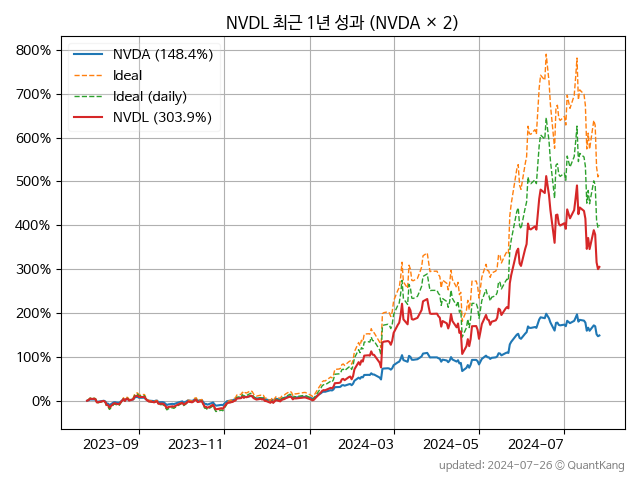 NVDL 최근 1년 성과 (NVDA × 2)
NVDA (148.4%)
Ideal
Ideal (daily)
NVDL (303.9%)
800%
700%
600%
500%
400%
300%
200%
100%
0%
2023-09 2023-11 2024-01 2024-03 2024-05 2024-07
updated: 2024-07-26 © QuantKang